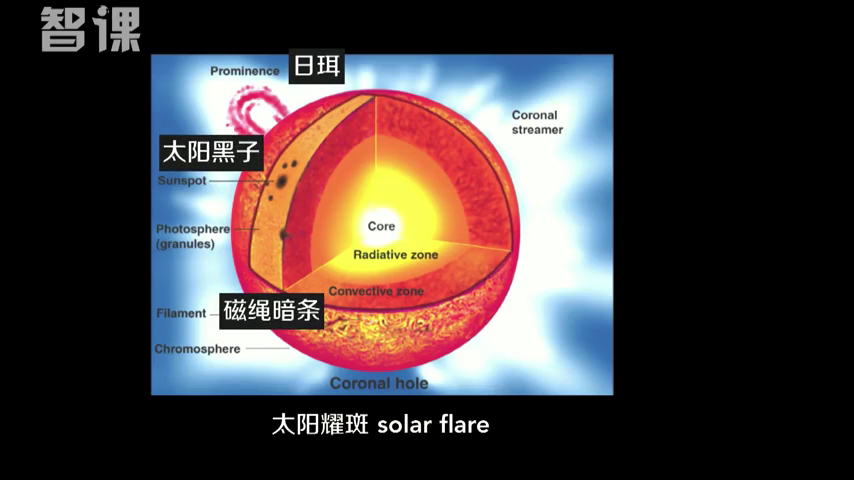 智课
Prominence
日珥
Coronal
streamer
太阳黑子
Sunspot
Photosphere
(granules)
Core
Radiative zone
Convective zone
Filament
磁绳暗条
Chromosphere
Coronal hole
太阳耀斑 solar flare